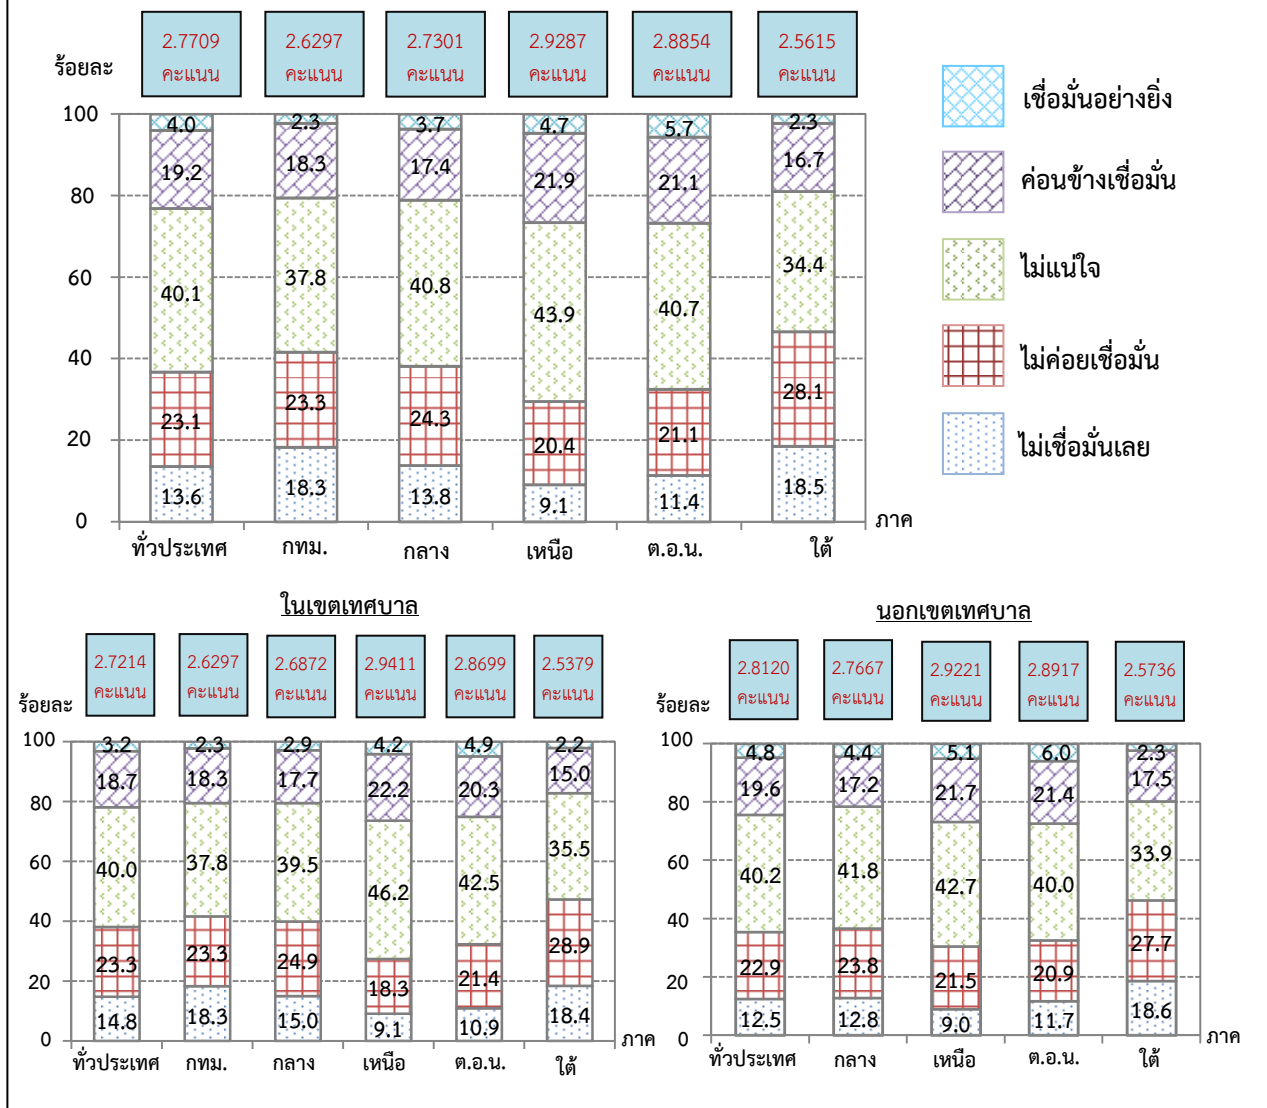 2.7709 2.6297 2.7301 2.9287 2.8854 2.5615
คะแนน คะแนน คะแนน คะแนน คะแนน คะแนน
ร้อยละ
100
80
60
40
20
0
4.0 2.3 3.7 4.7 5.7 2.3
19.2 18.3 17.4 21.9 21.1 16.7
40.1 37.8 40.8 43.9 40.7 34.4
23.1 23.3 24.3 20.4 21.1 28.1
13.6 18.3 13.8 9.1 11.4 18.5
ภาค
ทั่วประเทศ กทม. กลาง เหนือ ต.อ.น. ใต้
เชื่อมั่นอย่างยิ่ง
ค่อนข้างเชื่อมั่น
ไม่แน่ใจ
ไม่ค่อยเชื่อมั่น
ไม่เชื่อมั่นเลย
ในเขตเทศบาล
2.7214 2.6297 2.6872 2.9411 2.8699 2.5379
คะแนน คะแนน คะแนน คะแนน คะแนน คะแนน
ร้อยละ
100
80
60
40
20
0
3.2 2.3 2.9 4.2 4.9 2.2
18.7 18.3 17.7 22.2 20.3 15.0
40.0 37.8 39.5 46.2 42.5 35.5
23.3 23.3 24.9 18.3 21.4 28.9
14.8 18.3 15.0 9.1 10.9 18.4
ภาค
ทั่วประเทศ กทม. กลาง เหนือ ต.อ.น. ใต้
นอกเขตเทศบาล
2.8120 2.7667 2.9221 2.8917 2.5736
คะแนน คะแนน คะแนน คะแนน คะแนน
ร้อยละ
100
80
60
40
20
0
4.8 4.4 5.1 6.0 2.3
19.6 17.2 21.7 21.4 17.5
40.2 41.8 42.7 40.0 33.9
22.9 23.8 21.5 20.9 27.7
12.5 12.8 9.0 11.7 18.6
ภาค
ทั่วประเทศ กลาง เหนือ ต.อ.น. ใต้